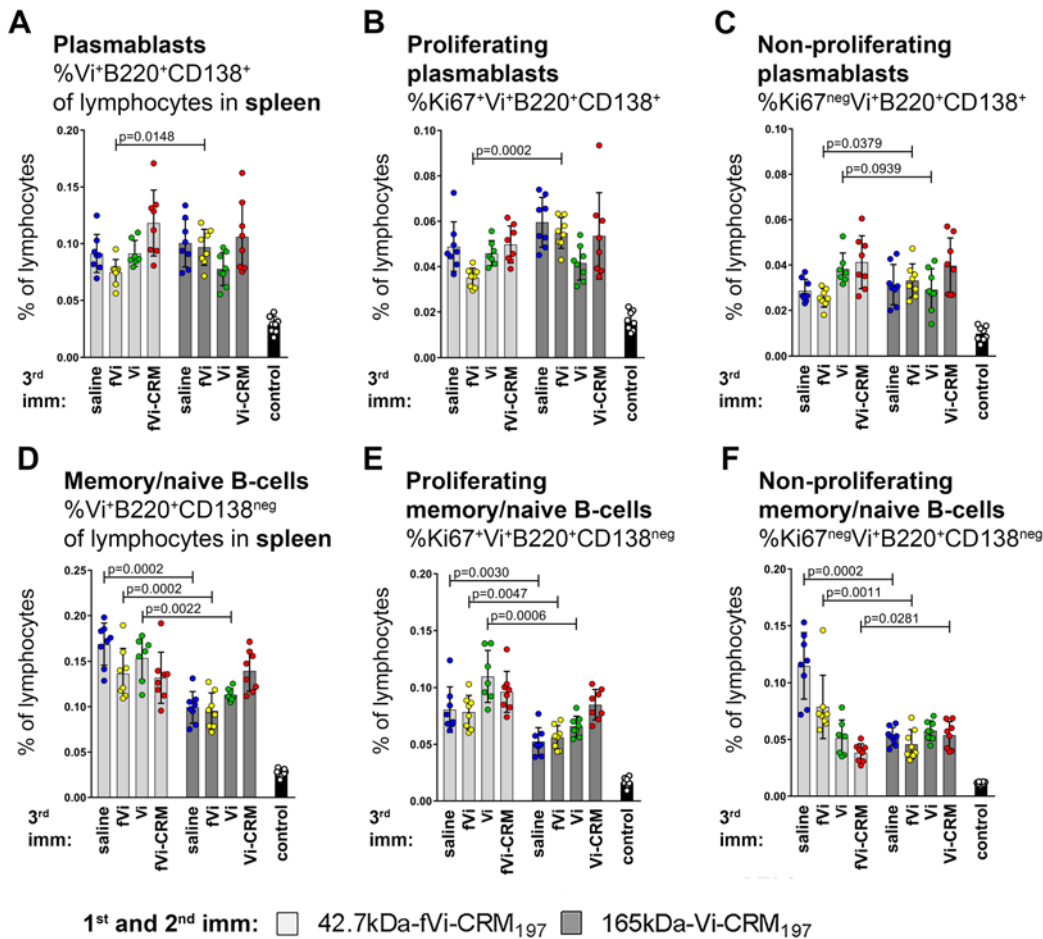 A
Plasmablasts
%Vi⁺B220⁺CD138⁺
of lymphocytes in spleen
% of lymphocytes
0.20
0.15
0.10
0.05
0.00
p=0.0148
3rd
imm:
saline
fVi
Vi
fVi-CRM
saline
fVi
Vi
Vi-CRM
control
B
Proliferating
plasmablasts
%Ki67⁺Vi⁺B220⁺CD138⁺
% of lymphocytes
0.10
0.08
0.06
0.04
0.02
0.00
p=0.0002
3rd
imm:
saline
fVi
Vi
fVi-CRM
saline
fVi
Vi
Vi-CRM
control
C
Non-proliferating
plasmablasts
%Ki67ⁿᵉᵍVi⁺B220⁺CD138⁺
% of lymphocytes
0.10
0.08
0.06
0.04
0.02
0.00
p=0.0379
p=0.0939
3rd
imm:
saline
fVi
Vi
fVi-CRM
saline
fVi
Vi
Vi-CRM
control
D
Memory/naive B-cells
%Vi⁺B220⁺CD138ⁿᵉᵍ
of lymphocytes in spleen
% of lymphocytes
0.25
0.20
0.15
0.10
0.05
0.00
p=0.0002
p=0.0002
p=0.0022
3rd
imm:
saline
fVi
Vi
fVi-CRM
saline
fVi
Vi
Vi-CRM
control
E
Proliferating
memory/naive B-cells
%Ki67⁺Vi⁺B220⁺CD138ⁿᵉᵍ
% of lymphocytes
0.20
0.15
0.10
0.05
0.00
p=0.0030
p=0.0047
p=0.0006
3rd
imm:
saline
fVi
Vi
fVi-CRM
saline
fVi
Vi
Vi-CRM
control
F
Non-proliferating
memory/naive B-cells
%Ki67ⁿᵉᵍVi⁺B220⁺CD138ⁿᵉᵍ
% of lymphocytes
0.20
0.15
0.10
0.05
0.00
p=0.0002
p=0.0011
p=0.0281
3rd
imm:
saline
fVi
Vi
fVi-CRM
saline
fVi
Vi
Vi-CRM
control
1st and 2nd imm: 42.7kDa-fVi-CRM₁₉₇ 165kDa-Vi-CRM₁₉₇